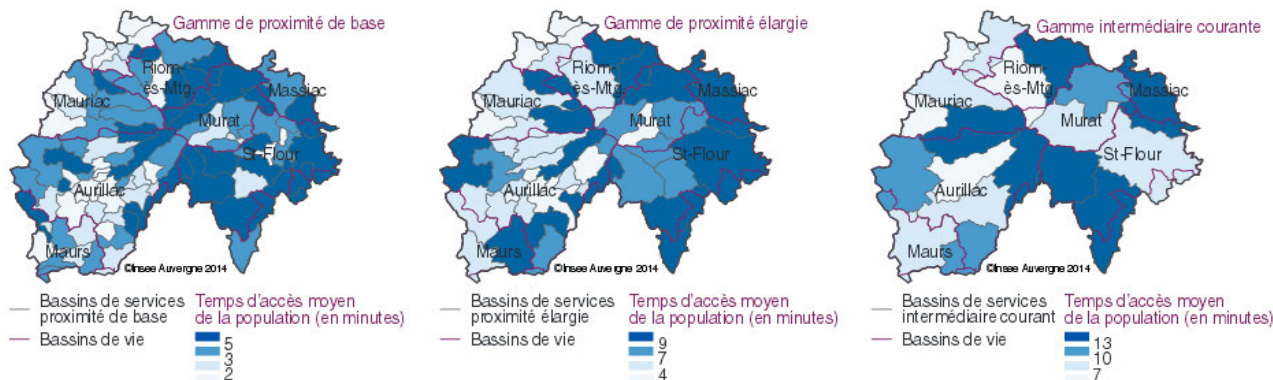 Gamme de proximité de base
Riom-
ès-Mtg
Mauriac
Massiac
Murat
St-Flour
Aurillac
Maurs
©Insee Auvergne 2014
Bassins de services
proximité de base
Bassins de vie
Temps d'accès moyen
de la population (en minutes)
5
3
2
Gamme de proximité élargie
Riom-
ès-Mtg
Mauriac
Massiac
Murat
St-Flour
Aurillac
Maurs
©Insee Auvergne 2014
Bassins de services
proximité élargie
Bassins de vie
Temps d'accès moyen
de la population (en minutes)
9
7
4
Gamme intermédiaire courante
Riom-
ès-Mtg
Mauriac
Massiac
Murat
St-Flour
Aurillac
Maurs
©Insee Auvergne 2014
Bassins de services
intermédiaire courant
Bassins de vie
Temps d'accès moyen
de la population (en minutes)
13
10
7